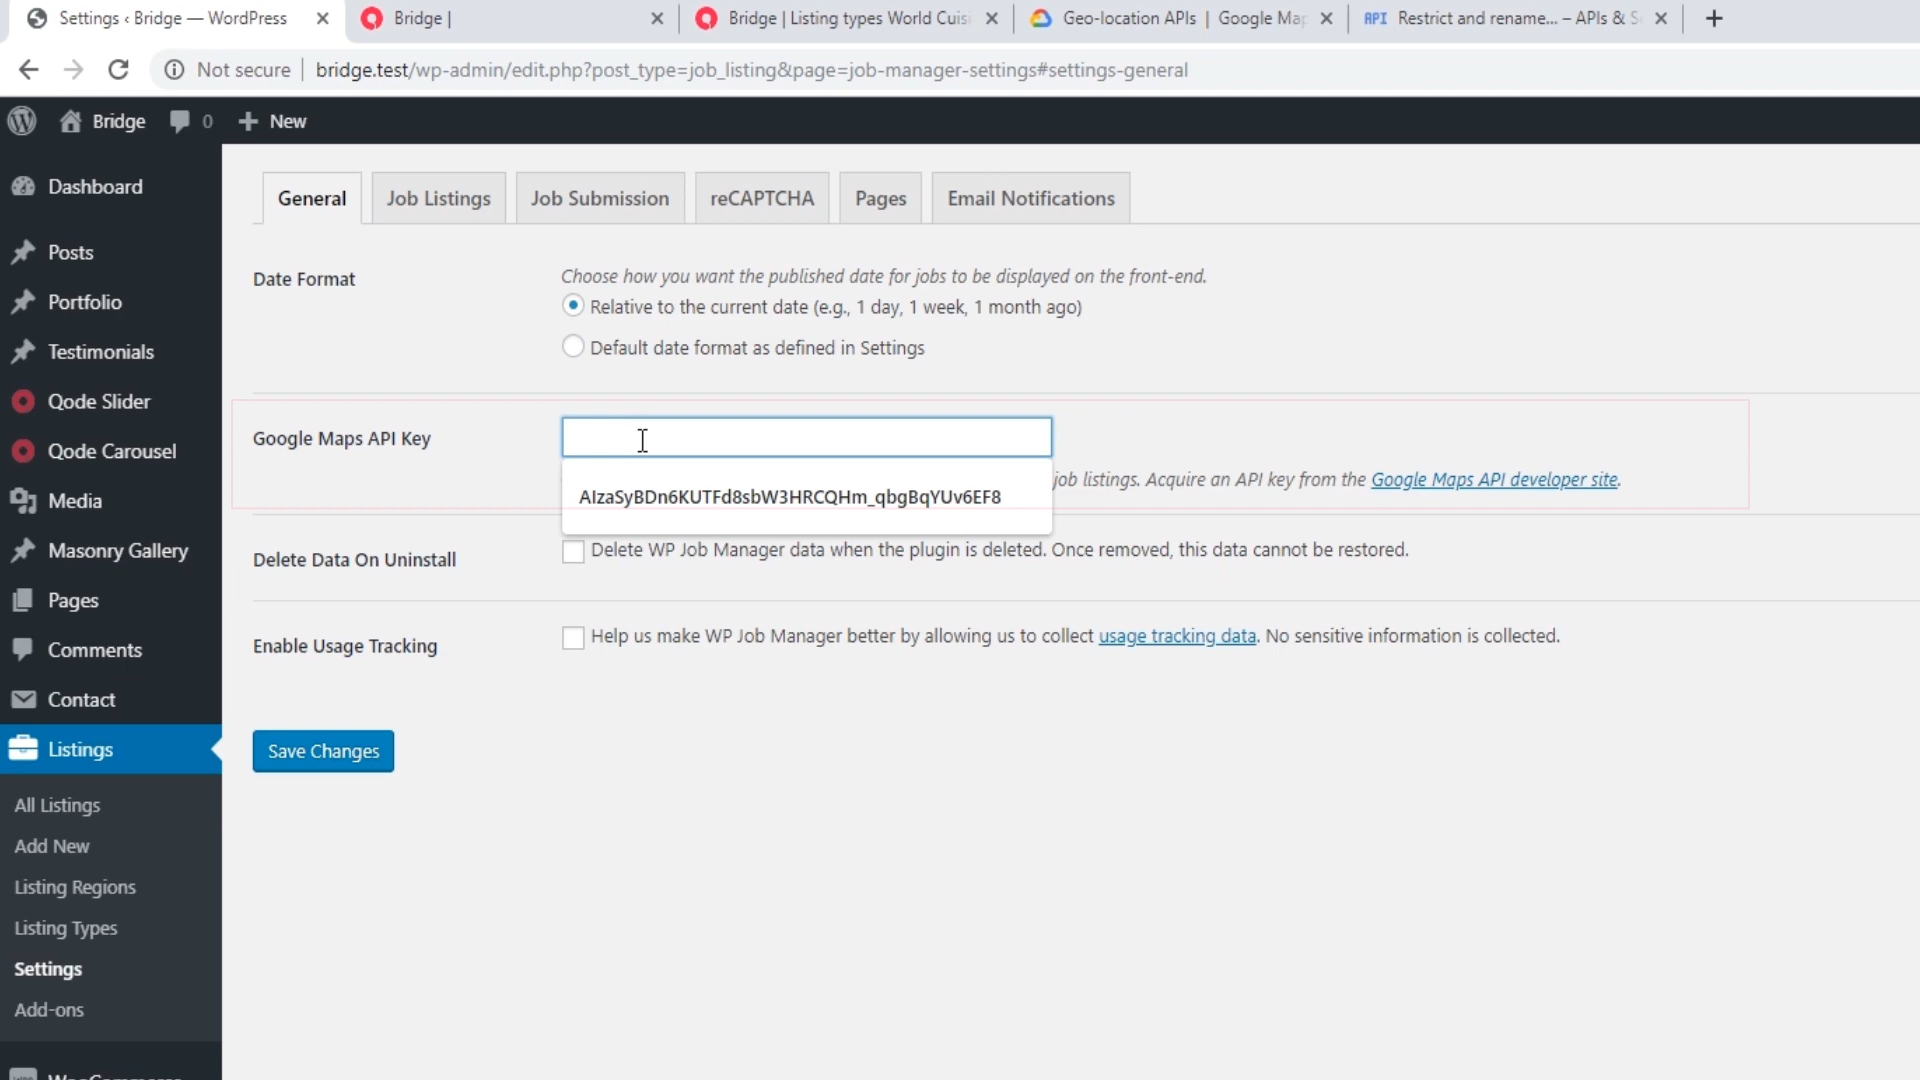 Settings ‹ Bridge — WordPress
Bridge |
Bridge | Listing types World Cuisi
Geo-location APIs | Google Map
API Restrict and rename... – APIs & S
Not secure
bridge.test/wp-admin/edit.php?post_type=job_listing&page=job-manager-settings#settings-general
Bridge
0
New
Dashboard
Posts
Portfolio
Testimonials
Qode Slider
Qode Carousel
Media
Masonry Gallery
Pages
Comments
Contact
Listings
All Listings
Add New
Listing Regions
Listing Types
Settings
Add-ons
General
Job Listings
Job Submission
reCAPTCHA
Pages
Email Notifications
Date Format
Choose how you want the published date for jobs to be displayed on the front-end.
Relative to the current date (e.g., 1 day, 1 week, 1 month ago)
Default date format as defined in Settings
Google Maps API Key
AIzaSyBDn6KUTFd8sbW3HRCQHm_qbgBqYUv6EF8
job listings. Acquire an API key from the Google Maps API developer site.
Delete Data On Uninstall
Delete WP Job Manager data when the plugin is deleted. Once removed, this data cannot be restored.
Enable Usage Tracking
Help us make WP Job Manager better by allowing us to collect usage tracking data. No sensitive information is collected.
Save Changes